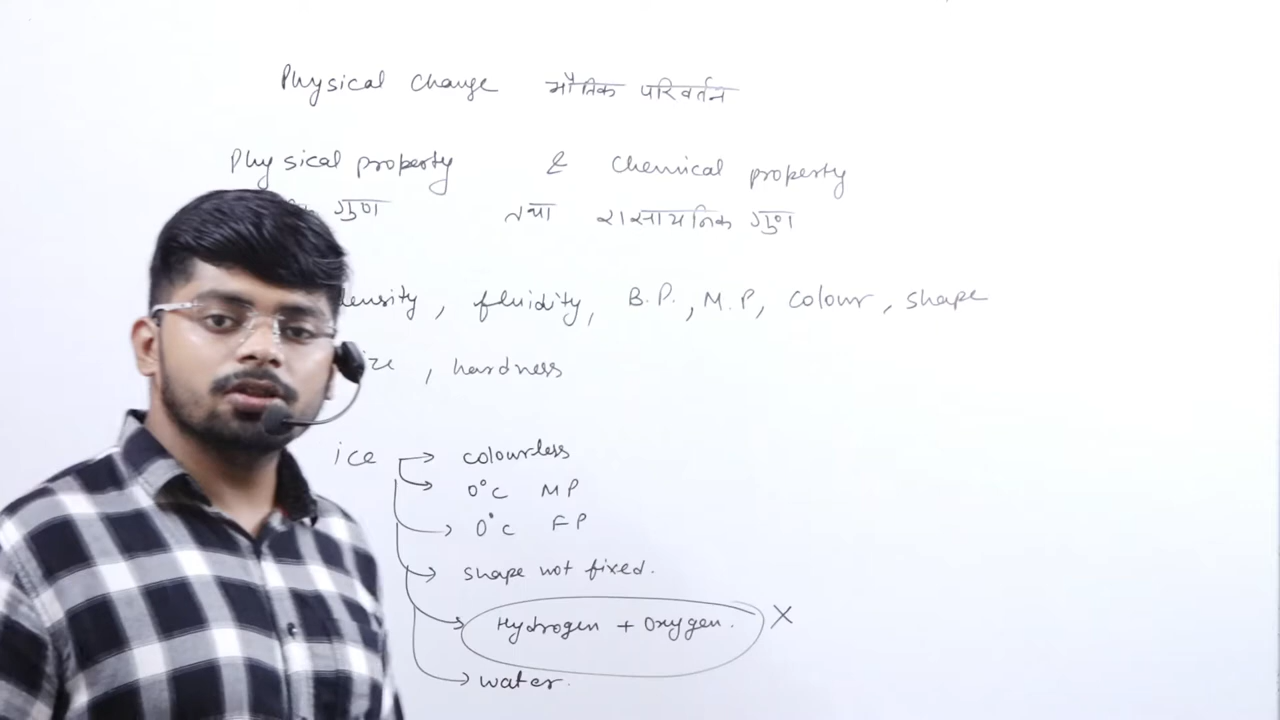 Physical change भौतिक परिवर्तन
Physical property & Chemical property
गुण तथा रासायनिक गुण
density, fluidity, B.P., M.P, colour, shape
, hardness
ice → colourless
0°c MP
0°c FP
shape not fixed.
Hydrogen + Oxygen. X
water.